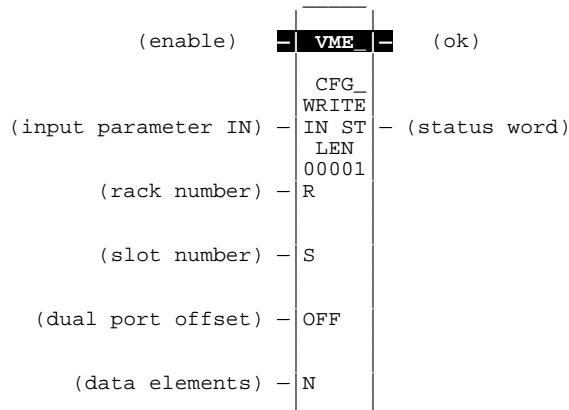 (enable) VME_ (ok)
CFG_
WRITE
(input parameter IN) IN ST (status word)
LEN
00001
(rack number) R
(slot number) S
(dual port offset) OFF
(data elements) N